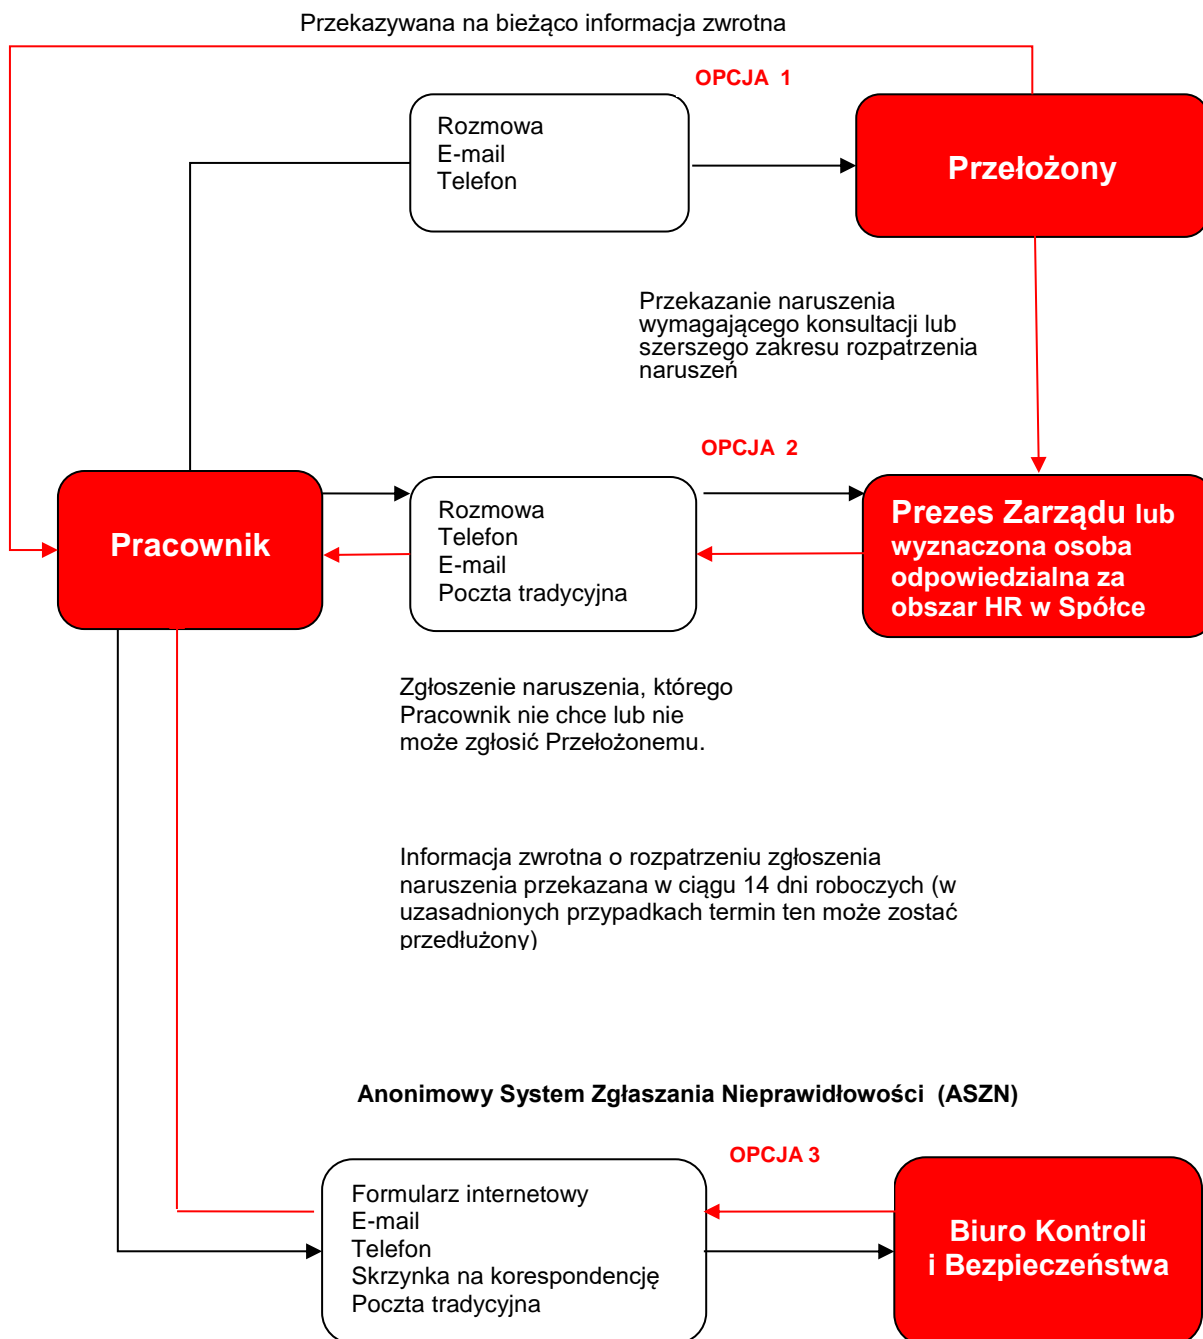 Przekazywana na bieżąco informacja zwrotna
OPCJA 1
Rozmowa
E-mail
Telefon
Przełożony
Przekazanie naruszenia
wymagającego konsultacji lub
szerszego zakresu rozpatrzenia
naruszeń
OPCJA 2
Pracownik
Rozmowa
Telefon
E-mail
Poczta tradycyjna
Prezes Zarządu lub
wyznaczona osoba
odpowiedzialna za
obszar HR w Spółce
Zgłoszenie naruszenia, którego
Pracownik nie chce lub nie
może zgłosić Przełożonemu.
Informacja zwrotna o rozpatrzeniu zgłoszenia
naruszenia przekazana w ciągu 14 dni roboczych (w
uzasadnionych przypadkach termin ten może zostać
przedłużony)
Anonimowy System Zgłaszania Nieprawidłowości (ASZN)
OPCJA 3
Formularz internetowy
E-mail
Telefon
Skrzynka na korespondencję
Poczta tradycyjna
Biuro Kontroli
i Bezpieczeństwa